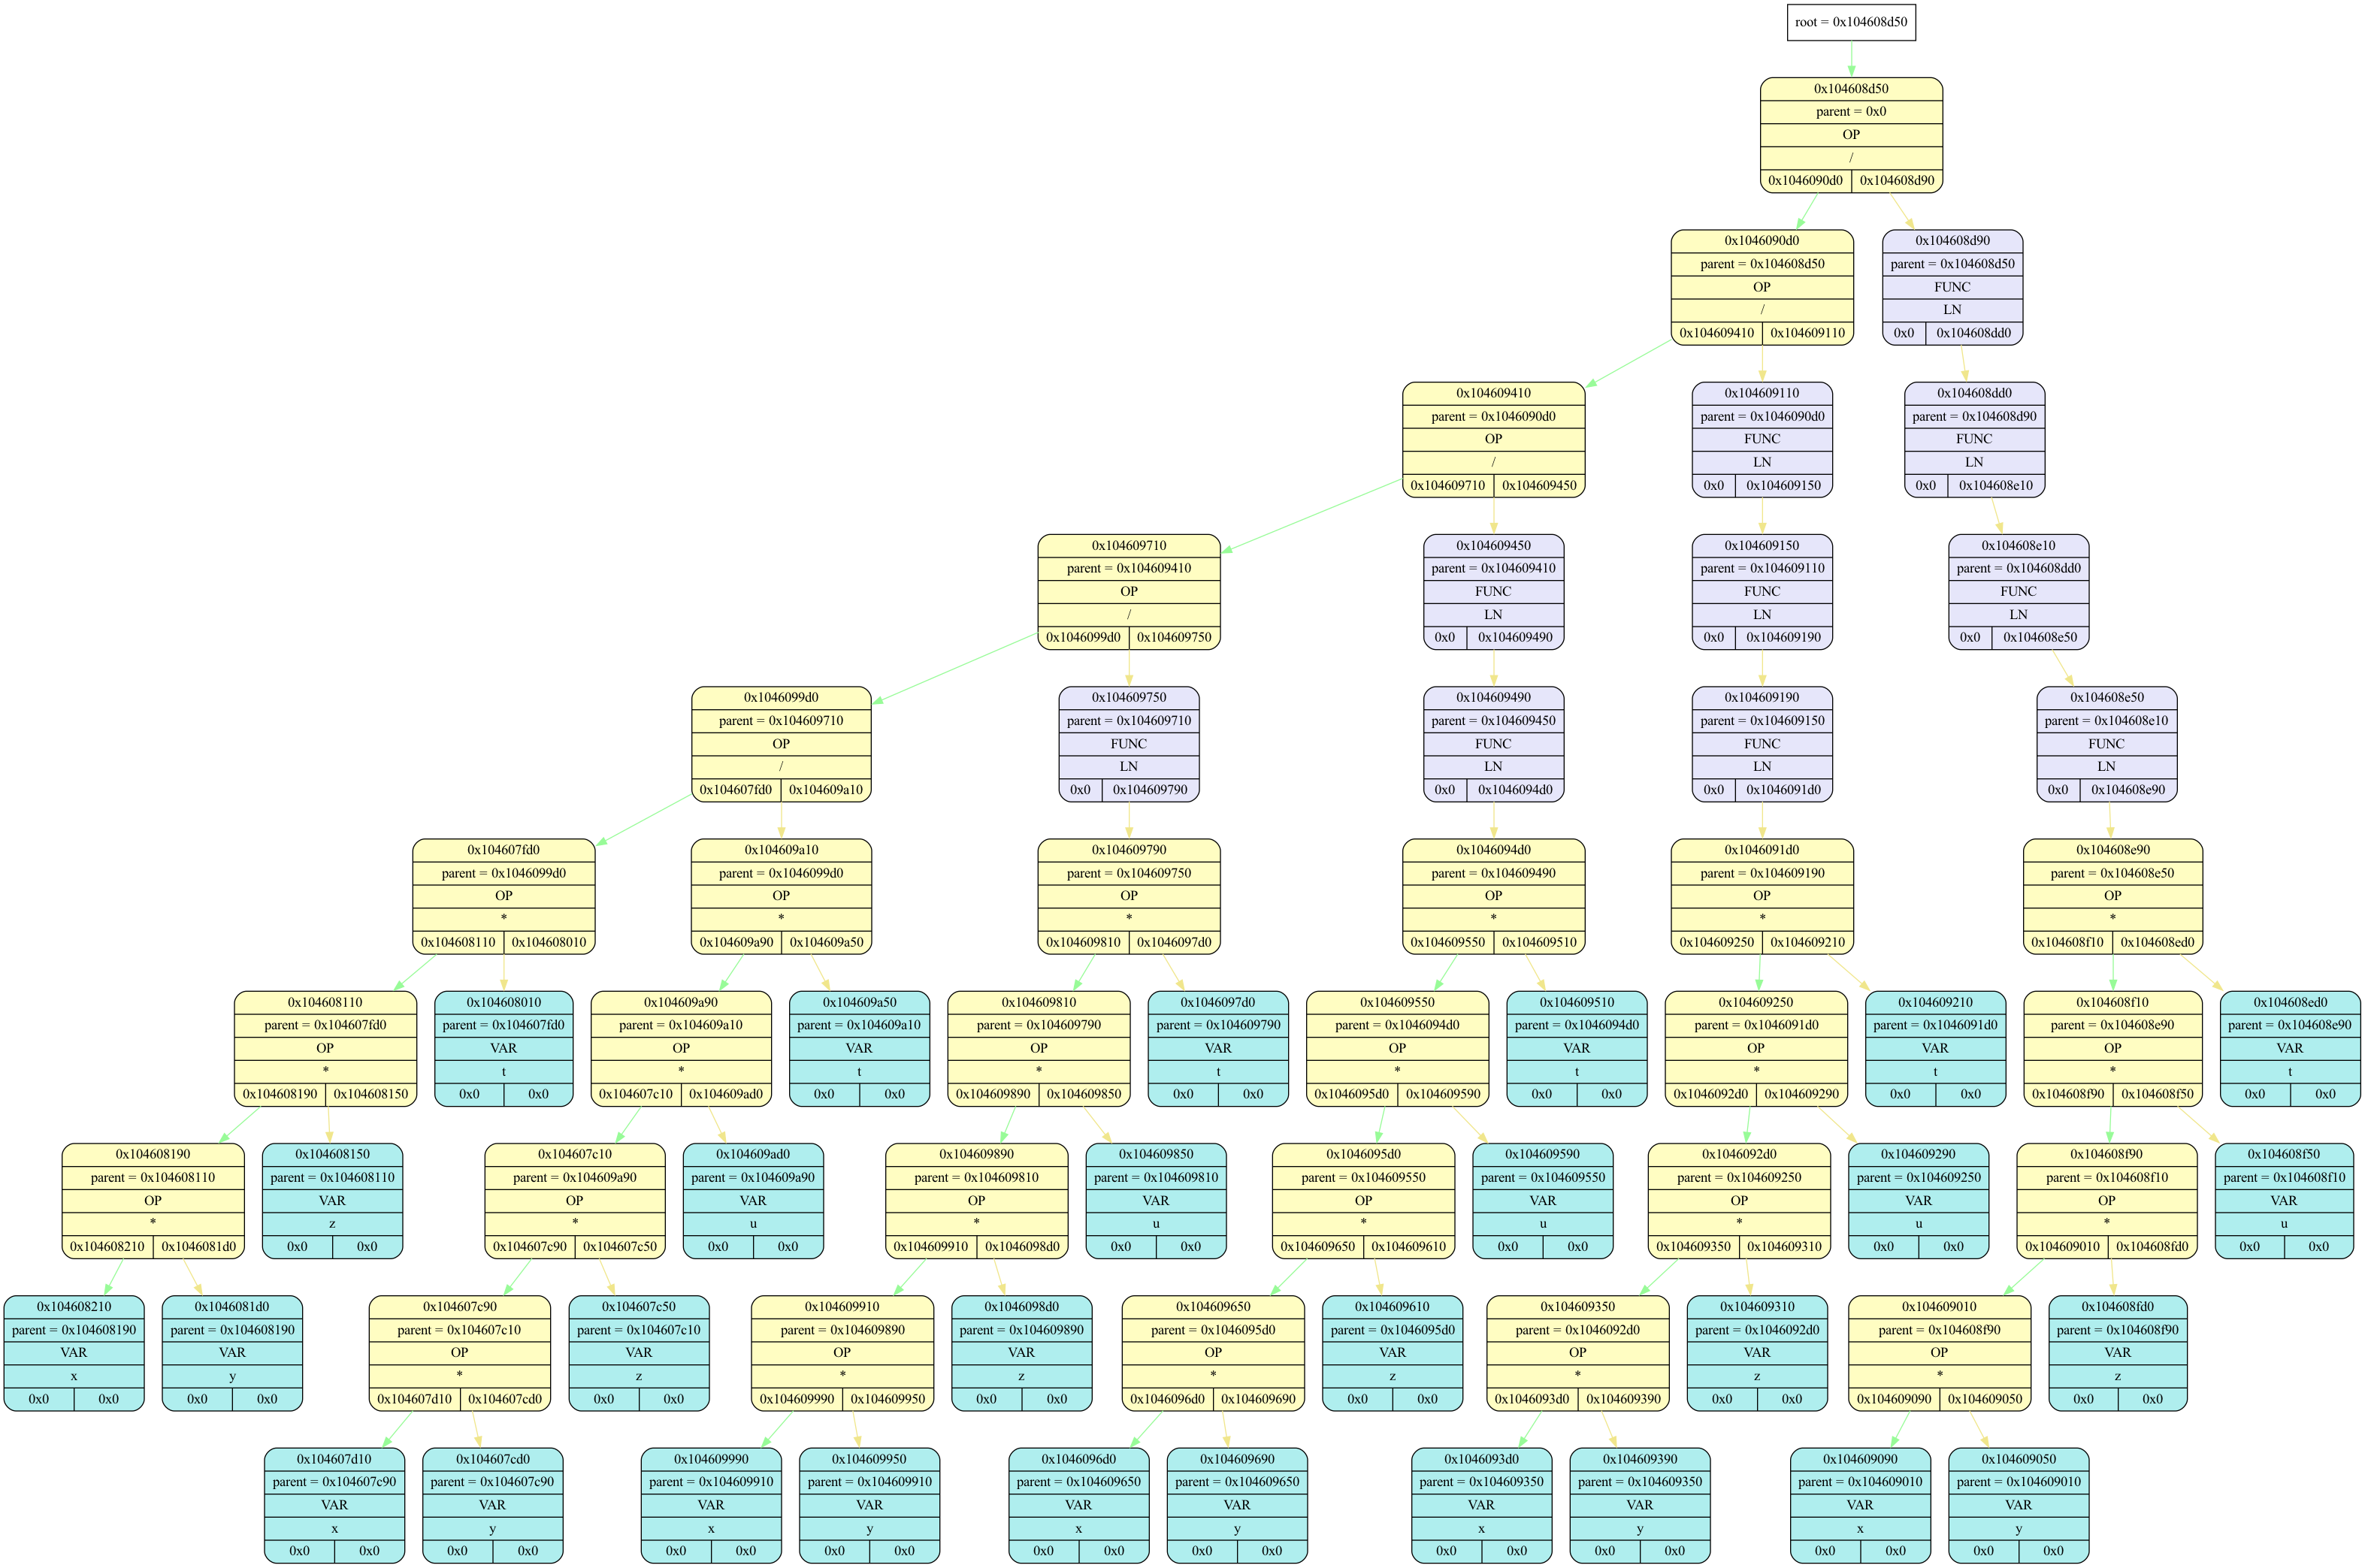 root = 0x104608d50
0x104608d50
parent = 0x0
OP
/
0x1046090d0 0x104608d90
0x1046090d0
parent = 0x104608d50
OP
/
0x104609410 0x104609110
0x104608d90
parent = 0x104608d50
FUNC
LN
0x0 0x104608dd0
0x104609410
parent = 0x1046090d0
OP
/
0x104609710 0x104609450
0x104609110
parent = 0x1046090d0
FUNC
LN
0x0 0x104609150
0x104608dd0
parent = 0x104608d90
FUNC
LN
0x0 0x104608e10
0x104609710
parent = 0x104609410
OP
/
0x1046099d0 0x104609750
0x104609450
parent = 0x104609410
FUNC
LN
0x0 0x104609490
0x104609150
parent = 0x104609110
FUNC
LN
0x0 0x104609190
0x104608e10
parent = 0x104608dd0
FUNC
LN
0x0 0x104608e50
0x1046099d0
parent = 0x104609710
OP
/
0x104607fd0 0x104609a10
0x104609750
parent = 0x104609710
FUNC
LN
0x0 0x104609790
0x104609490
parent = 0x104609450
FUNC
LN
0x0 0x1046094d0
0x104609190
parent = 0x104609150
FUNC
LN
0x0 0x1046091d0
0x104608e50
parent = 0x104608e10
FUNC
LN
0x0 0x104608e90
0x104607fd0
parent = 0x1046099d0
OP
*
0x104608110 0x104608010
0x104609a10
parent = 0x1046099d0
OP
*
0x104609a90 0x104609a50
0x104609790
parent = 0x104609750
OP
*
0x104609810 0x1046097d0
0x1046094d0
parent = 0x104609490
OP
*
0x104609550 0x104609510
0x1046091d0
parent = 0x104609190
OP
*
0x104609250 0x104609210
0x104608e90
parent = 0x104608e50
OP
*
0x104608f10 0x104608ed0
0x104608110
parent = 0x104607fd0
OP
*
0x104608190 0x104608150
0x104608010
parent = 0x104607fd0
VAR
t
0x0 0x0
0x104609a90
parent = 0x104609a10
OP
*
0x104607c10 0x104609ad0
0x104609a50
parent = 0x104609a10
VAR
t
0x0 0x0
0x104609810
parent = 0x104609790
OP
*
0x104609890 0x104609850
0x1046097d0
parent = 0x104609790
VAR
t
0x0 0x0
0x104609550
parent = 0x1046094d0
OP
*
0x1046095d0 0x104609590
0x104609510
parent = 0x1046094d0
VAR
t
0x0 0x0
0x104609250
parent = 0x1046091d0
OP
*
0x1046092d0 0x104609290
0x104609210
parent = 0x1046091d0
VAR
t
0x0 0x0
0x104608f10
parent = 0x104608e90
OP
*
0x104608f90 0x104608f50
0x104608ed0
parent = 0x104608e90
VAR
t
0x0 0x0
0x104608190
parent = 0x104608110
OP
*
0x104608210 0x1046081d0
0x104608150
parent = 0x104608110
VAR
z
0x0 0x0
0x104607c10
parent = 0x104609a90
OP
*
0x104607c90 0x104607c50
0x104609ad0
parent = 0x104609a90
VAR
u
0x0 0x0
0x104609890
parent = 0x104609810
OP
*
0x104609910 0x1046098d0
0x104609850
parent = 0x104609810
VAR
u
0x0 0x0
0x1046095d0
parent = 0x104609550
OP
*
0x104609650 0x104609610
0x104609590
parent = 0x104609550
VAR
u
0x0 0x0
0x1046092d0
parent = 0x104609250
OP
*
0x104609350 0x104609310
0x104609290
parent = 0x104609250
VAR
u
0x0 0x0
0x104608f90
parent = 0x104608f10
OP
*
0x104609010 0x104608fd0
0x104608f50
parent = 0x104608f10
VAR
u
0x0 0x0
0x104608210
parent = 0x104608190
VAR
x
0x0 0x0
0x1046081d0
parent = 0x104608190
VAR
y
0x0 0x0
0x104607c90
parent = 0x104607c10
OP
*
0x104607d10 0x104607cd0
0x104607c50
parent = 0x104607c10
VAR
z
0x0 0x0
0x104609910
parent = 0x104609890
OP
*
0x104609990 0x104609950
0x1046098d0
parent = 0x104609890
VAR
z
0x0 0x0
0x104609650
parent = 0x1046095d0
OP
*
0x1046096d0 0x104609690
0x104609610
parent = 0x1046095d0
VAR
z
0x0 0x0
0x104609350
parent = 0x1046092d0
OP
*
0x1046093d0 0x104609390
0x104609310
parent = 0x1046092d0
VAR
z
0x0 0x0
0x104609010
parent = 0x104608f90
OP
*
0x104609090 0x104609050
0x104608fd0
parent = 0x104608f90
VAR
z
0x0 0x0
0x104607d10
parent = 0x104607c90
VAR
x
0x0 0x0
0x104607cd0
parent = 0x104607c90
VAR
y
0x0 0x0
0x104609990
parent = 0x104609910
VAR
x
0x0 0x0
0x104609950
parent = 0x104609910
VAR
y
0x0 0x0
0x1046096d0
parent = 0x104609650
VAR
x
0x0 0x0
0x104609690
parent = 0x104609650
VAR
y
0x0 0x0
0x1046093d0
parent = 0x104609350
VAR
x
0x0 0x0
0x104609390
parent = 0x104609350
VAR
y
0x0 0x0
0x104609090
parent = 0x104609010
VAR
x
0x0 0x0
0x104609050
parent = 0x104609010
VAR
y
0x0 0x0